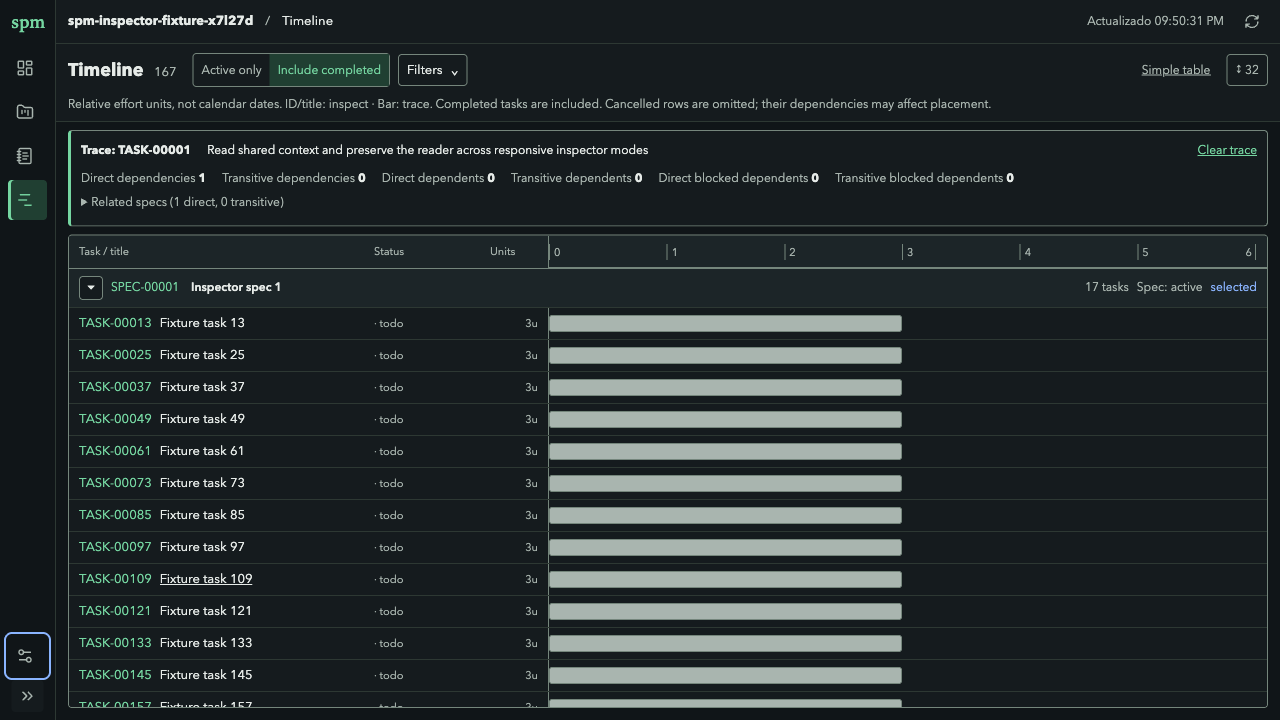 spm
spm-inspector-fixture-x7l27d / Timeline
Actualizado 09:50:31 PM
Timeline 167 Active only Include completed Filters Simple table ↕ 32
Relative effort units, not calendar dates. ID/title: inspect · Bar: trace. Completed tasks are included. Cancelled rows are omitted; their dependencies may affect placement.
Trace: TASK-00001 Read shared context and preserve the reader across responsive inspector modes Clear trace
Direct dependencies 1 Transitive dependencies 0 Direct dependents 0 Transitive dependents 0 Direct blocked dependents 0 Transitive blocked dependents 0
Related specs (1 direct, 0 transitive)
Task / title Status Units 0 1 2 3 4 5 6
SPEC-00001 Inspector spec 1 17 tasks Spec: active selected
TASK-00013 Fixture task 13 · todo 3u
TASK-00025 Fixture task 25 · todo 3u
TASK-00037 Fixture task 37 · todo 3u
TASK-00049 Fixture task 49 · todo 3u
TASK-00061 Fixture task 61 · todo 3u
TASK-00073 Fixture task 73 · todo 3u
TASK-00085 Fixture task 85 · todo 3u
TASK-00097 Fixture task 97 · todo 3u
TASK-00109 Fixture task 109 · todo 3u
TASK-00121 Fixture task 121 · todo 3u
TASK-00133 Fixture task 133 · todo 3u
TASK-00145 Fixture task 145 · todo 3u
TASK-00157 Fixture task 157 · todo 3u